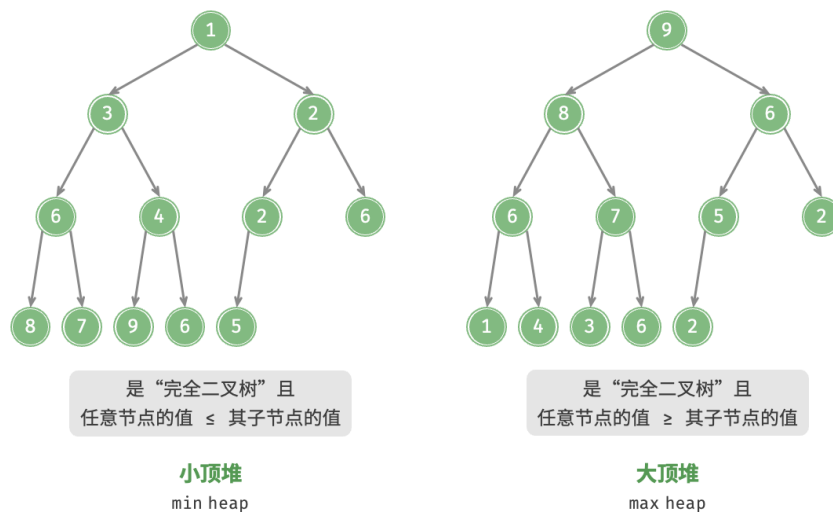 1
3 2
6 4 2 6
8 7 9 6 5
是“完全二叉树”且
任意节点的值 ≤ 其子节点的值
小顶堆
min heap
9
8 6
6 7 5 2
1 4 3 6 2
是“完全二叉树”且
任意节点的值 ≥ 其子节点的值
大顶堆
max heap